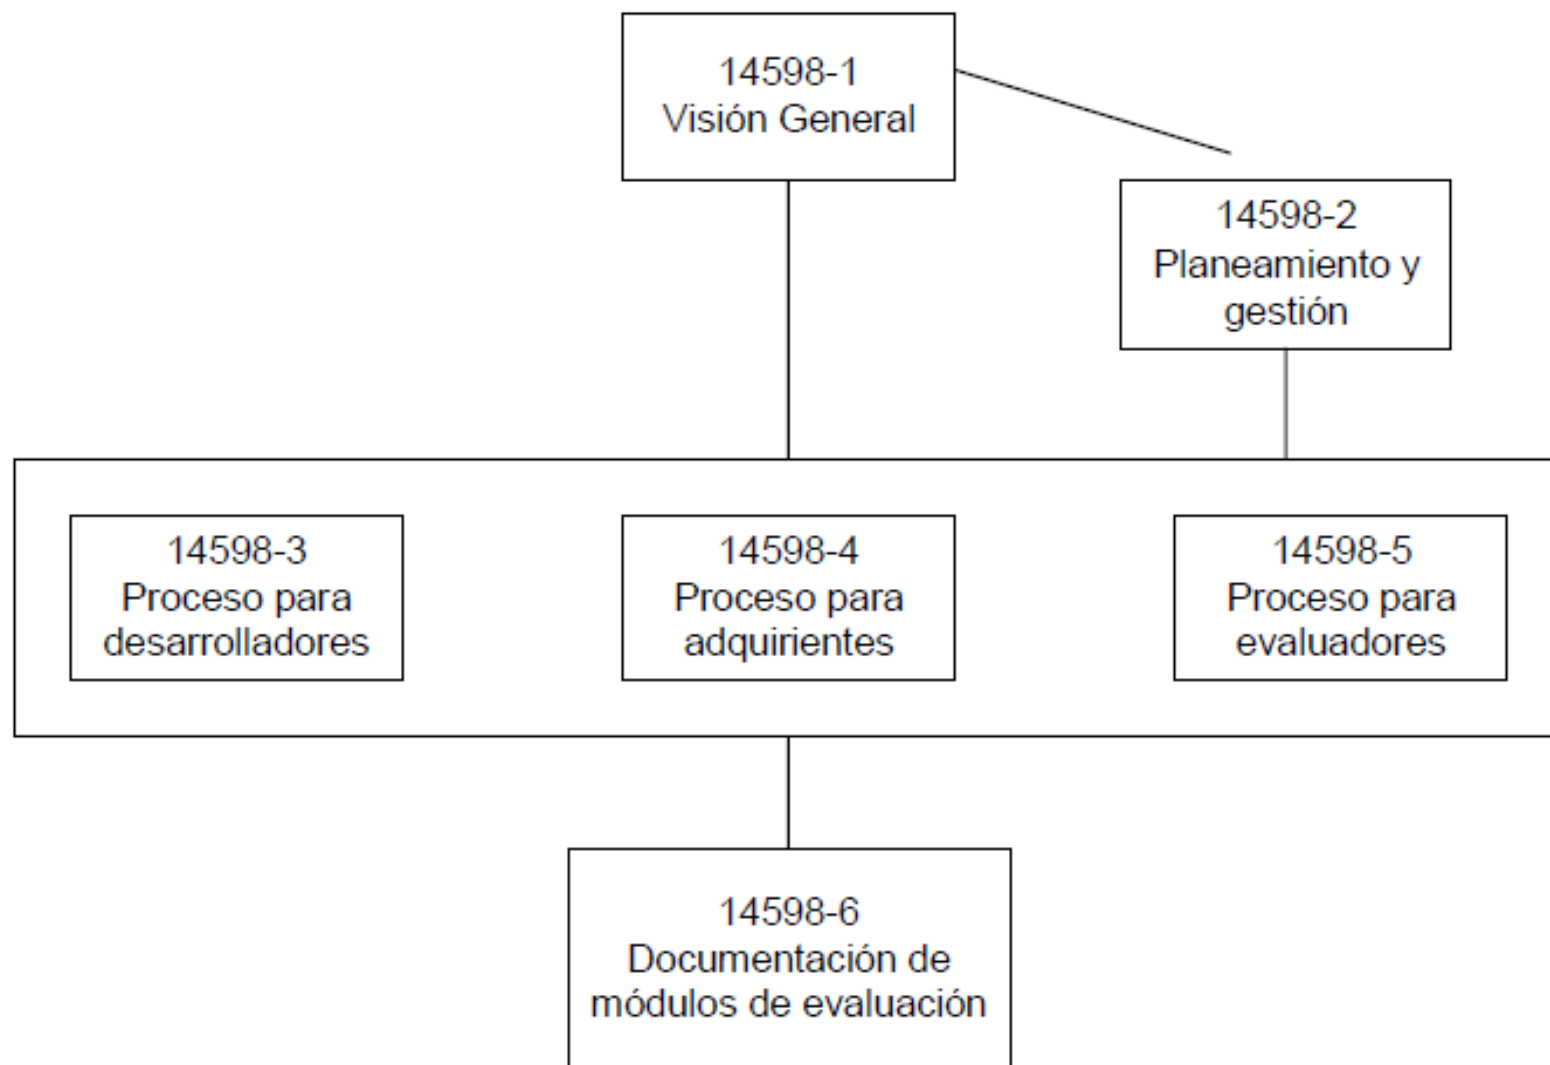 14598-1
Visión General
14598-2
Planeamiento y
gestión
14598-3
Proceso para
desarrolladores
14598-4
Proceso para
adquirientes
14598-5
Proceso para
evaluadores
14598-6
Documentación de
módulos de evaluación